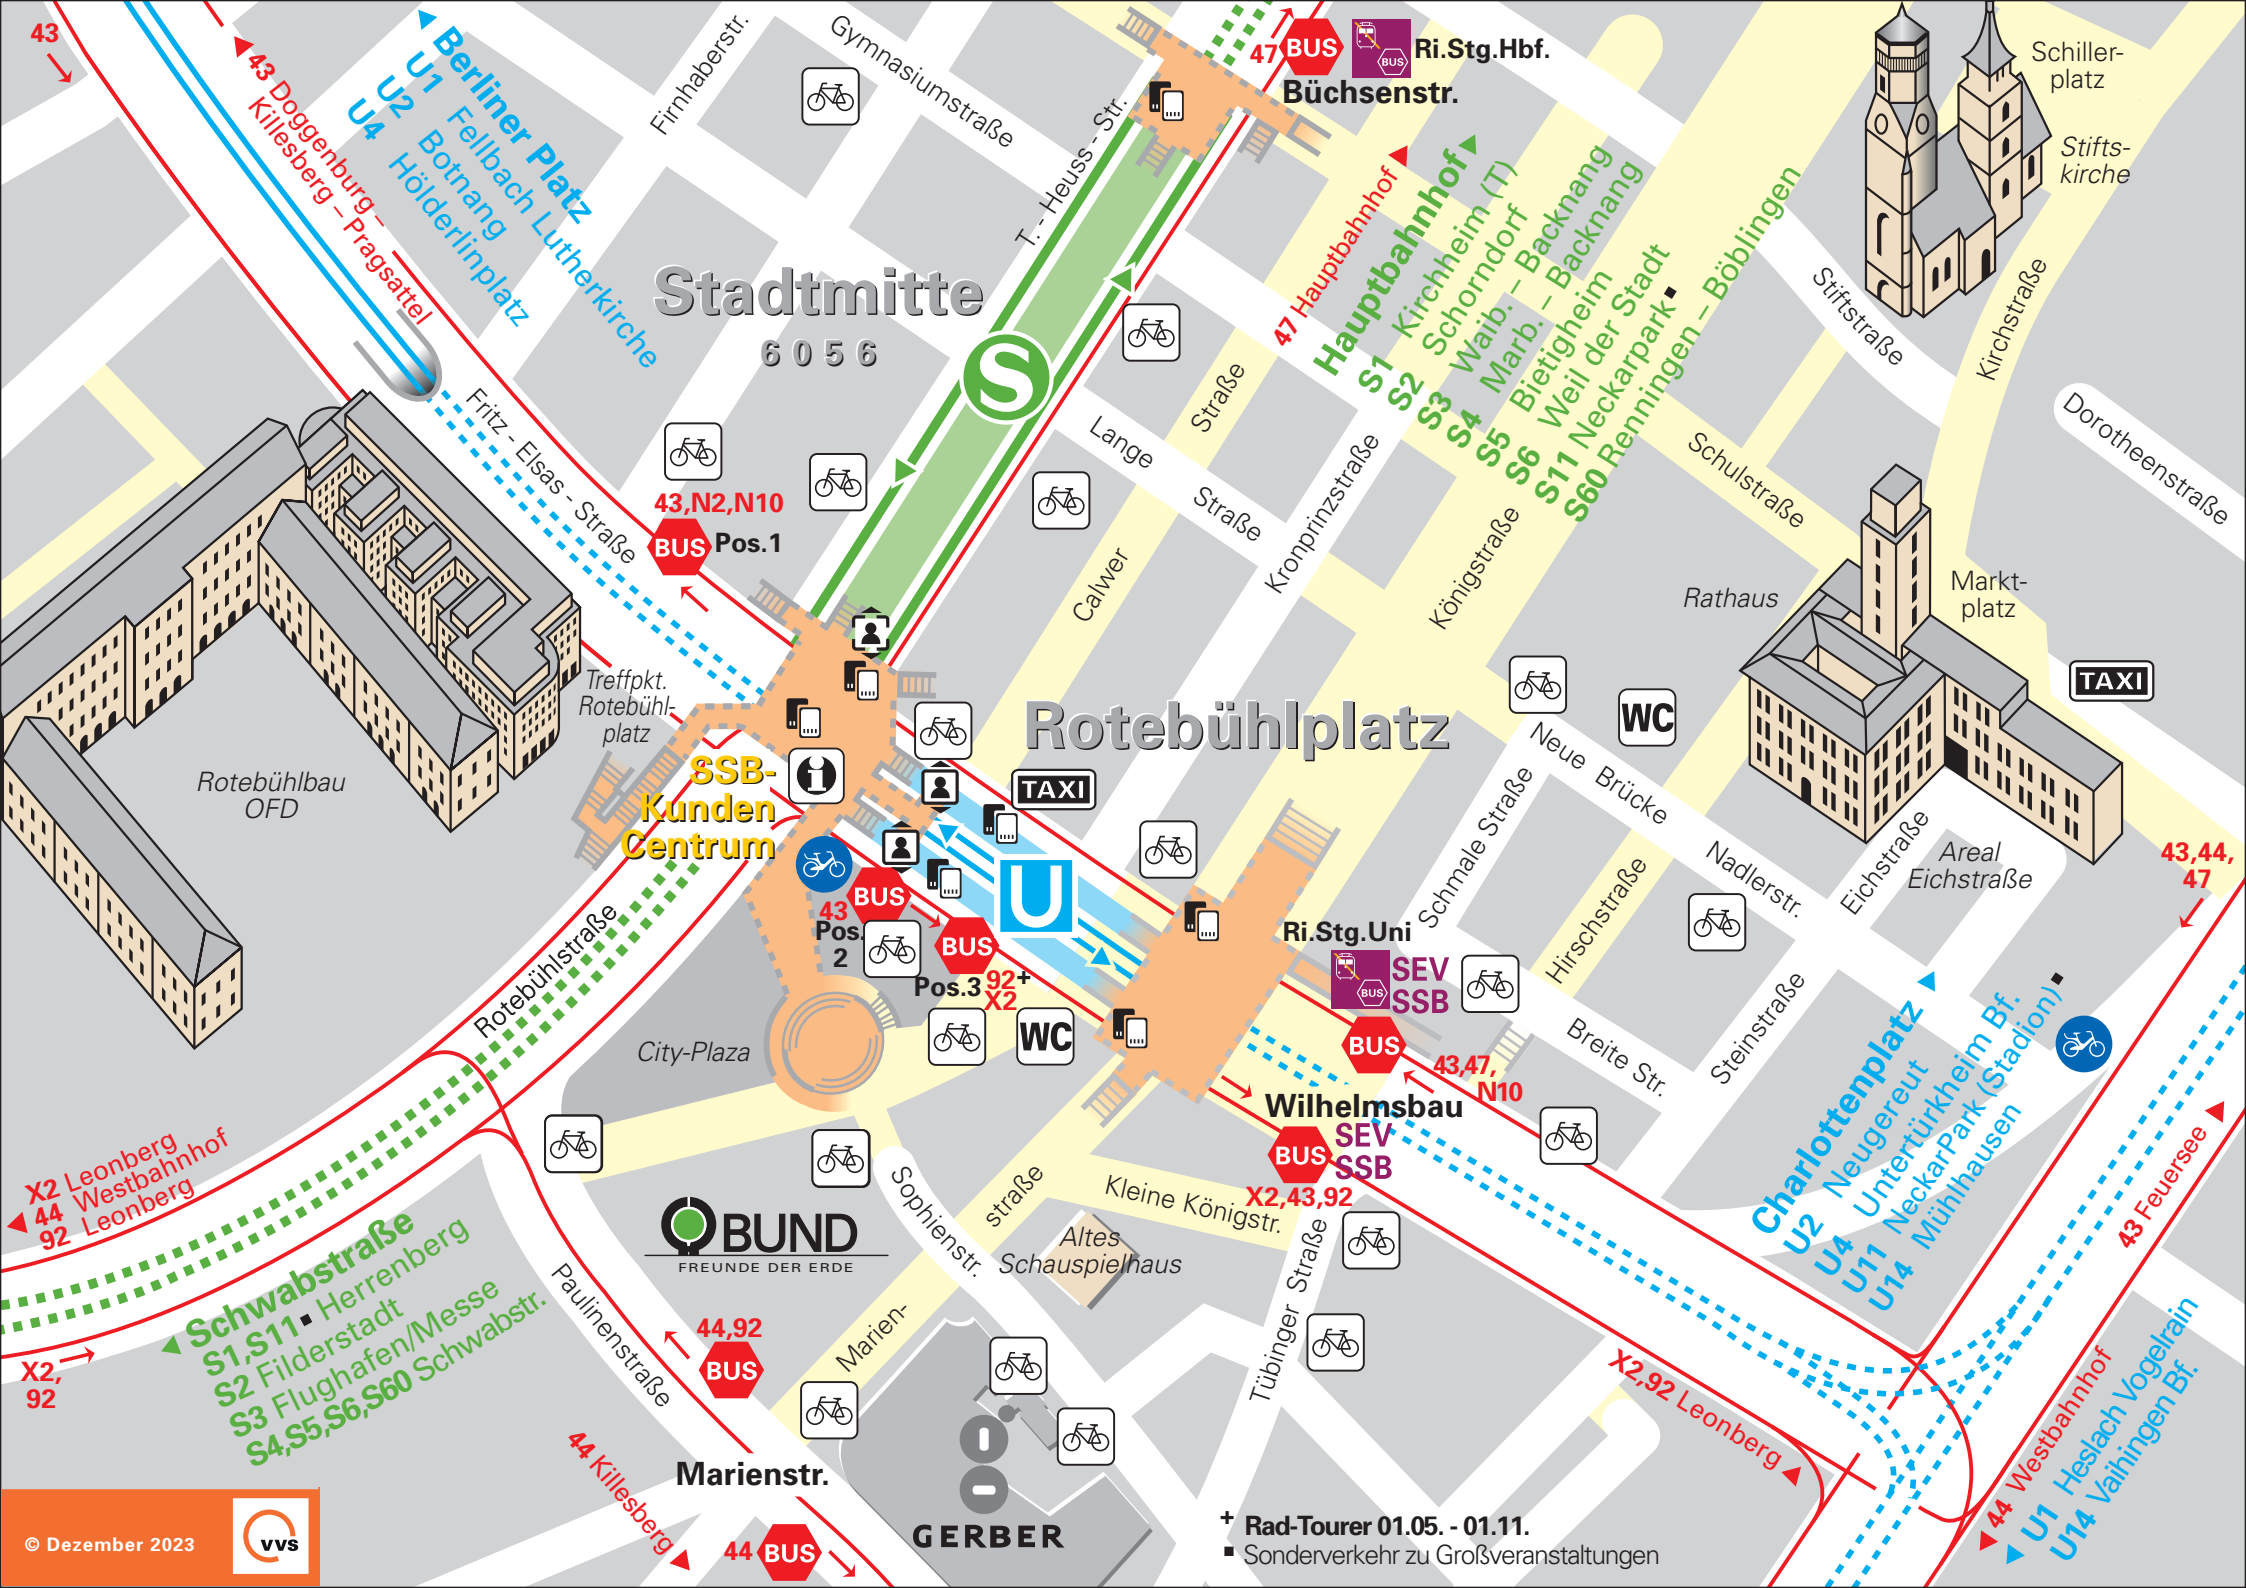 43
43 Doggenburg –
Killesberg – Pragsattel
Berliner Platz
U1 Fellbach Lutherkirche
U2 Botnang
U4 Hölderlinplatz
Firnhaberstr.
Gymnasiumstraße
T. - Heuss - Str.
47 BUS
BUS
Ri.Stg.Hbf.
Büchsenstr.
47 Hauptbahnhof
Hauptbahnhof
S1 Kirchheim (T)
S2 Schorndorf
S3 Waib. – Backnang
S4 Marb. – Backnang
S5 Bietigheim
S6 Weil der Stadt
S11 Neckarpark
S60 Renningen – Böblingen
Schiller-
platz
Stifts-
kirche
Stiftstraße
Kirchstraße
Dorotheenstraße
Schulstraße
Stadtmitte
6056
S
Fritz - Elsas - Straße
43,N2,N10
BUS Pos.1
Lange
Straße
Calwer
Straße
Kronprinzstraße
Königstraße
Rathaus
Markt-
platz
TAXI
Treffpkt.
Rotebühl-
platz
Rotebühlbau
OFD
SSB-
Kunden
Centrum
i
Rotebühlplatz
TAXI
U
WC
Neue Brücke
Nadlerstr.
Schmale Straße
Hirschstraße
Eichstraße
Areal
Eichstraße
Steinstraße
Breite Str.
43,44,
47
BUS
43
Pos.
2
BUS
Pos.3
92+
X2
WC
Ri.Stg.Uni
BUS
SEV
SSB
BUS
43,47,
N10
Wilhelmsbau
SEV
SSB
BUS
X2,43,92
Rotebühlstraße
City-Plaza
X2 Leonberg
44 Westbahnhof
92 Leonberg
Schwabstraße
S1,S11 Herrenberg
S2 Filderstadt
S3 Flughafen/Messe
S4,S5,S6,S60 Schwabstr.
X2,
92
BUND
FREUNDE DER ERDE
Sophienstr.
Marien-
straße
Kleine Königstr.
Altes
Schauspielhaus
Tübinger Straße
Paulinenstraße
44,92
BUS
Marienstr.
44 Killesberg
44 BUS
GERBER
Charlottenplatz
U2 Neugereut
U4 Untertürkheim Bf.
U11 NeckarPark (Stadion)
U14 Mühlhausen
43 Feuersee
X2,92 Leonberg
44 Westbahnhof
U1 Heslach Vogelrain
U14 Vaihingen Bf.
+ Rad-Tourer 01.05. - 01.11.
Sonderverkehr zu Großveranstaltungen
© Dezember 2023
vvs